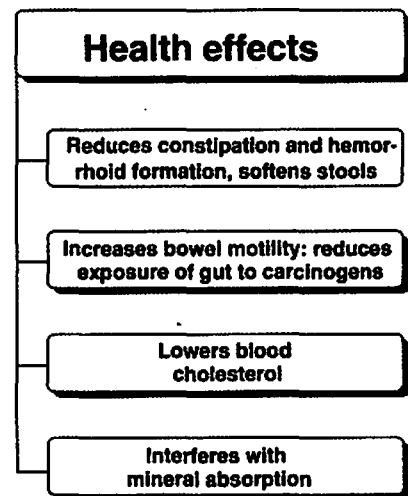 Health effects
Reduces constipation and hemor-
rhoid formation, softens stools
Increases bowel motility: reduces
exposure of gut to carcinogens
Lowers blood
cholesterol
Interferes with
mineral absorption